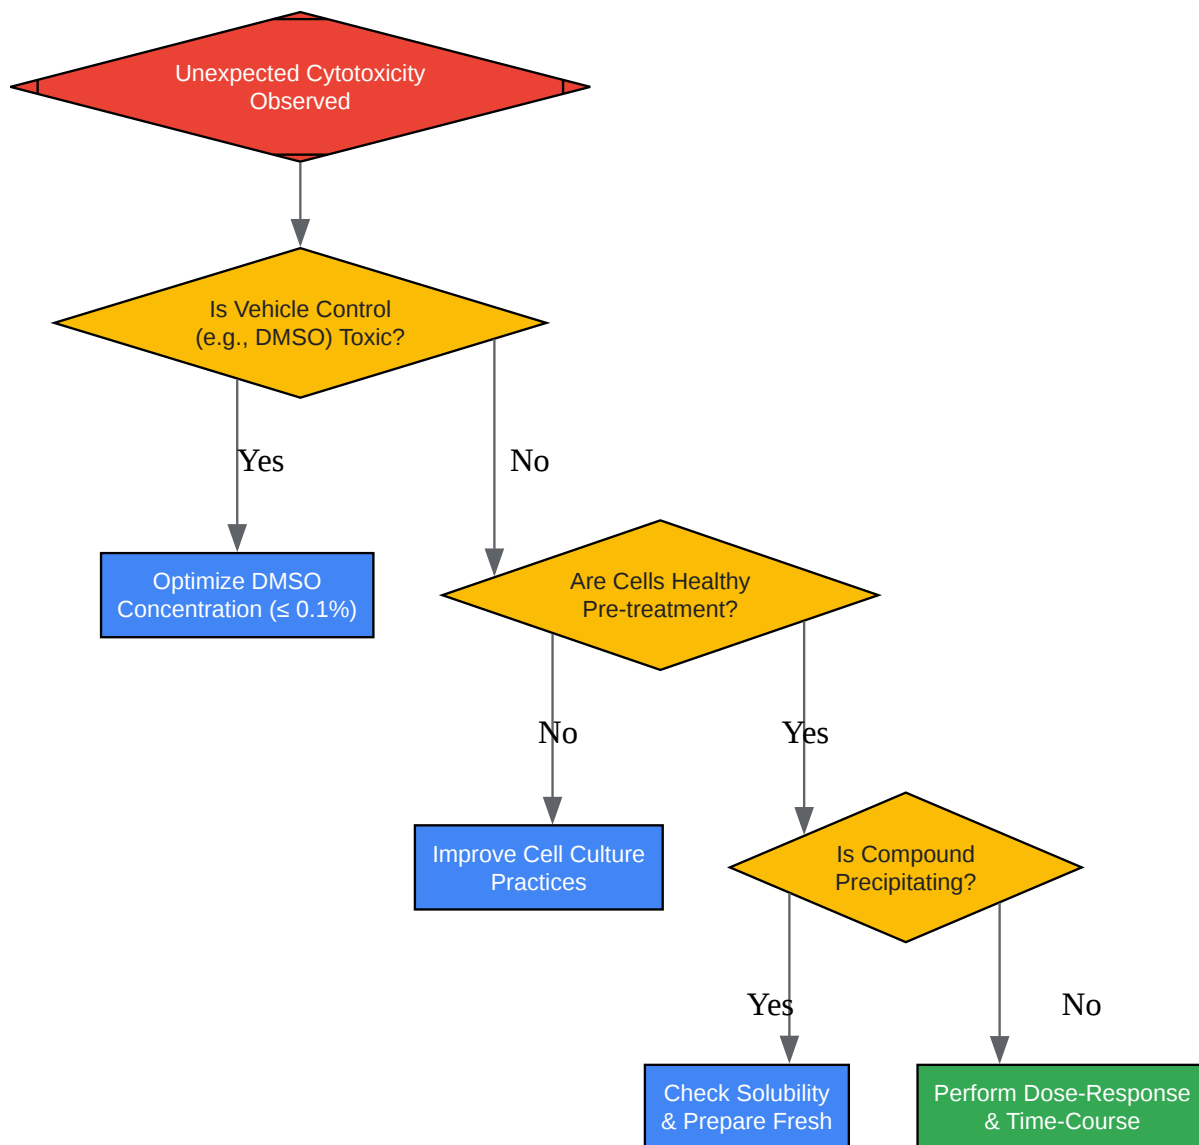 Unexpected Cytotoxicity
Observed
Is Vehicle Control
(e.g., DMSO) Toxic?
Yes
No
Optimize DMSO
Concentration (≤ 0.1%)
Are Cells Healthy
Pre-treatment?
No
Yes
Improve Cell Culture
Practices
Is Compound
Precipitating?
Yes
No
Check Solubility
& Prepare Fresh
Perform Dose-Response
& Time-Course